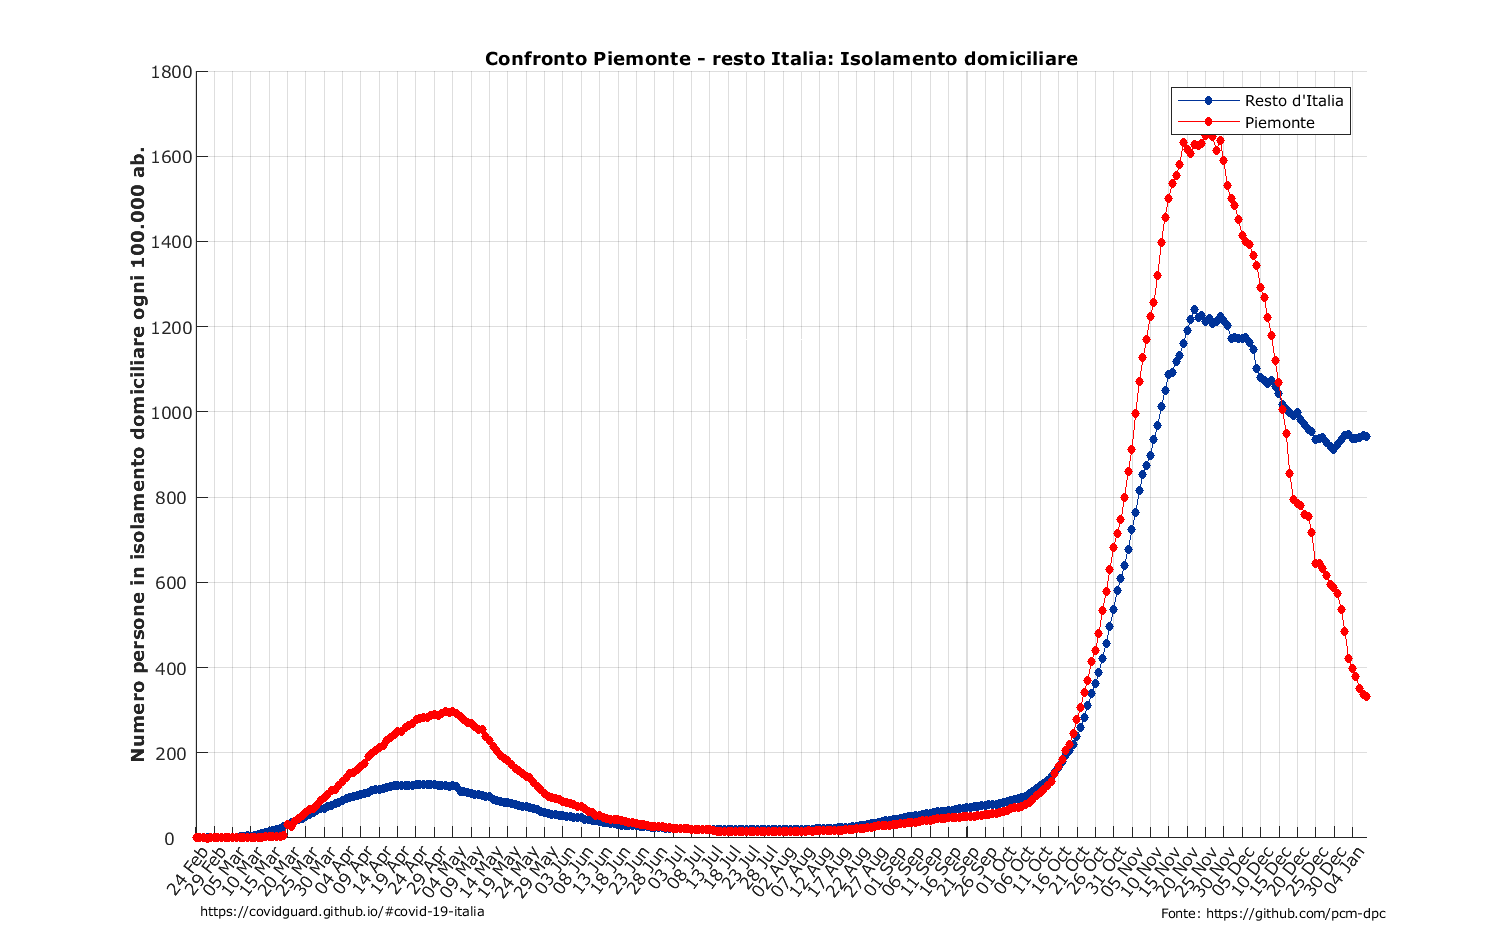 Confronto Piemonte - resto Italia: Isolamento domiciliare
Numero persone in isolamento domiciliare ogni 100.000 ab.
1800
1600
1400
1200
1000
800
600
400
200
0
Resto d'Italia
Piemonte
24 Feb
29 Feb
05 Mar
10 Mar
15 Mar
20 Mar
25 Mar
30 Mar
04 Apr
09 Apr
14 Apr
19 Apr
24 Apr
29 Apr
04 May
09 May
14 May
19 May
24 May
29 May
03 Jun
08 Jun
13 Jun
18 Jun
23 Jun
28 Jun
03 Jul
08 Jul
13 Jul
18 Jul
23 Jul
28 Jul
02 Aug
07 Aug
12 Aug
17 Aug
22 Aug
27 Aug
01 Sep
06 Sep
11 Sep
16 Sep
21 Sep
26 Sep
01 Oct
06 Oct
11 Oct
16 Oct
21 Oct
26 Oct
31 Oct
05 Nov
10 Nov
15 Nov
20 Nov
25 Nov
30 Nov
05 Dec
10 Dec
15 Dec
20 Dec
25 Dec
30 Dec
04 Jan
https://covidguard.github.io/#covid-19-italia
Fonte: https://github.com/pcm-dpc